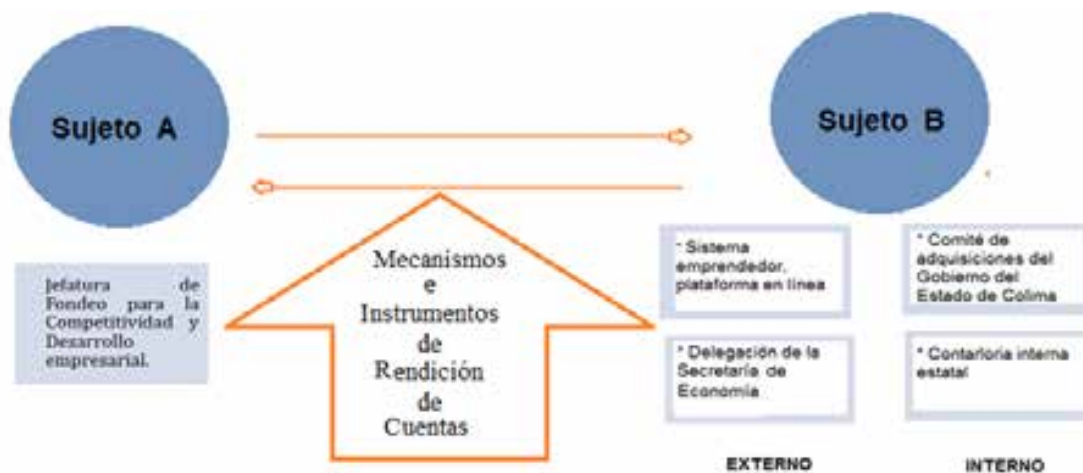 Sujeto A
Sujeto B
Jefatura de
Fondeo para la
Competitividad y
Desarrollo
empresarial.
Mecanismos
e
Instrumentos
de
Rendición
de
Cuentas
* Sistema
emprendedor,
plataforma en línea
* Comité de
adquisiciones del
Gobierno del
Estado de Colima
* Delegación de la
Secretaría de
Economía
* Contarloria interna
estatal
EXTERNO
INTERNO